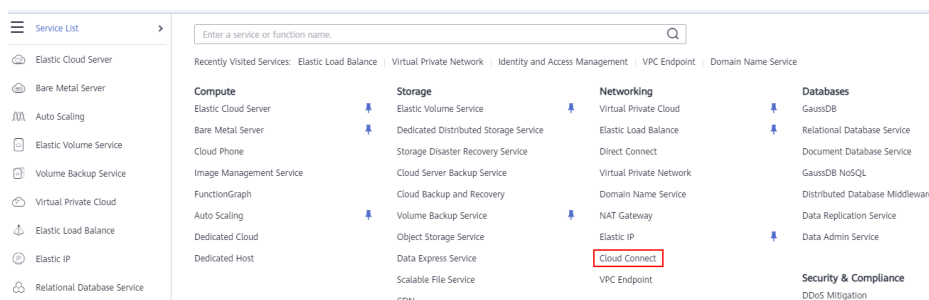 Service List
Elastic Cloud Server
Bare Metal Server
Auto Scaling
Elastic Volume Service
Volume Backup Service
Virtual Private Cloud
Elastic Load Balance
Elastic IP
Relational Database Service
Enter a service or function name.
Recently Visited Services: Elastic Load Balance | Virtual Private Network | Identity and Access Management | VPC Endpoint | Domain Name Service
Compute
Elastic Cloud Server
Bare Metal Server
Cloud Phone
Image Management Service
FunctionGraph
Auto Scaling
Dedicated Cloud
Dedicated Host
Storage
Elastic Volume Service
Dedicated Distributed Storage Service
Storage Disaster Recovery Service
Cloud Server Backup Service
Cloud Backup and Recovery
Volume Backup Service
Object Storage Service
Data Express Service
Scalable File Service
CDN
Networking
Virtual Private Cloud
Elastic Load Balance
Direct Connect
Virtual Private Network
Domain Name Service
NAT Gateway
Elastic IP
Cloud Connect
VPC Endpoint
Databases
GaussDB
Relational Database Service
Document Database Service
GaussDB NoSQL
Distributed Database Middleware
Data Replication Service
Data Admin Service
Security & Compliance
DDoS Mitigation